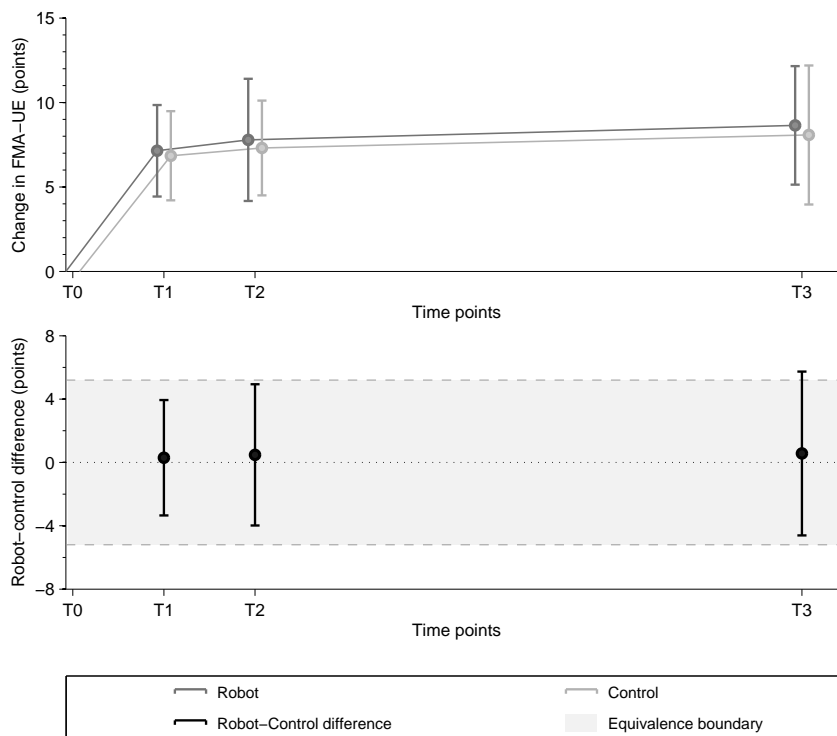 Change in FMA−UE (points)
15
10
5
0
T0 T1 T2 T3
Time points
Robot−control difference (points)
8
4
0
−4
−8
T0 T1 T2 T3
Time points
Robot Control
Robot−Control difference Equivalence boundary